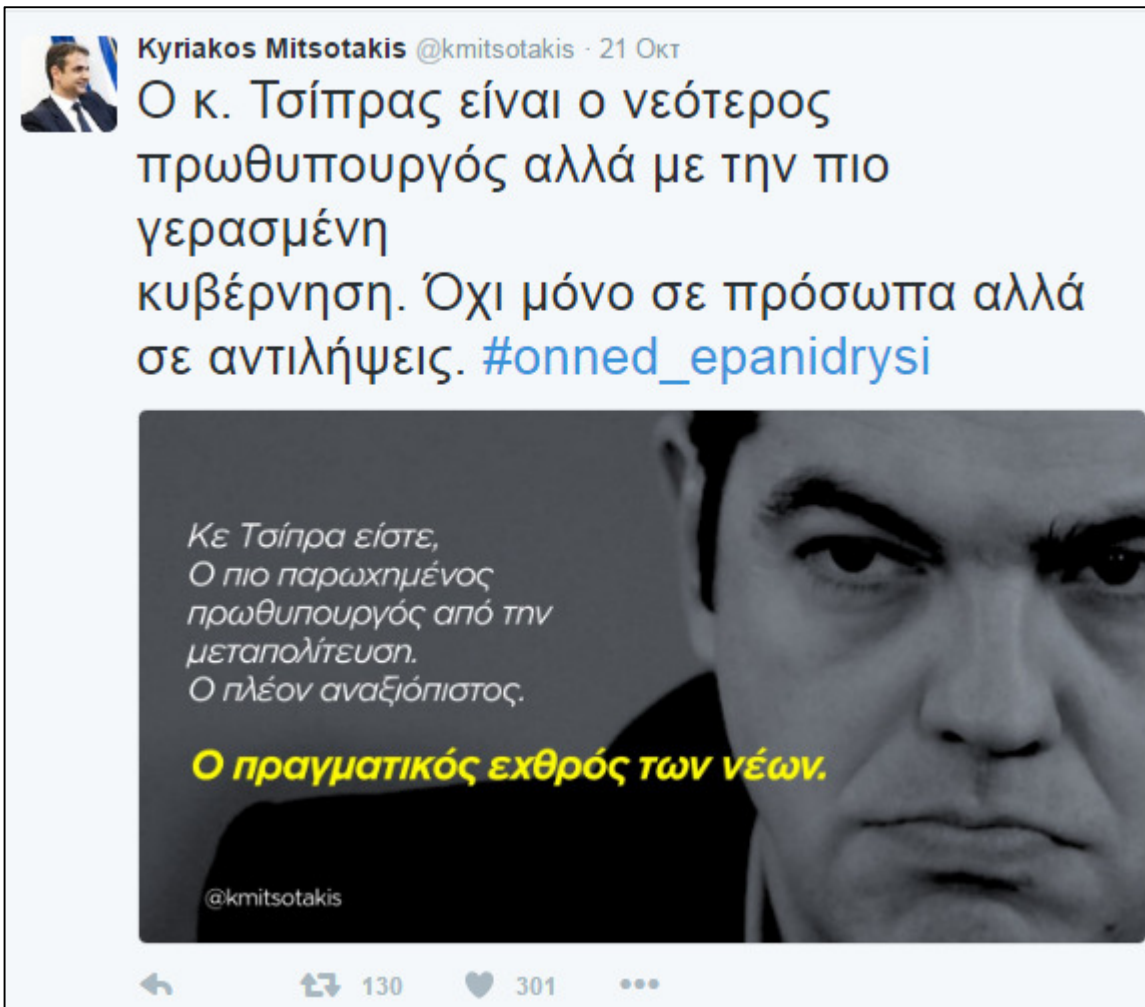 Kyriakos Mitsotakis @kmitsotakis · 21 Οκτ
Ο κ. Τσίπρας είναι ο νεότερος
πρωθυπουργός αλλά με την πιο
γερασμένη
κυβέρνηση. Όχι μόνο σε πρόσωπα αλλά
σε αντιλήψεις. #onned_epanidrysi
Κε Τσίπρα είστε,
Ο πιο παρωχημένος
πρωθυπουργός από την
μεταπολίτευση.
Ο πλέον αναξιόπιστος.
Ο πραγματικός εχθρός των νέων.
@kmitsotakis
130 301